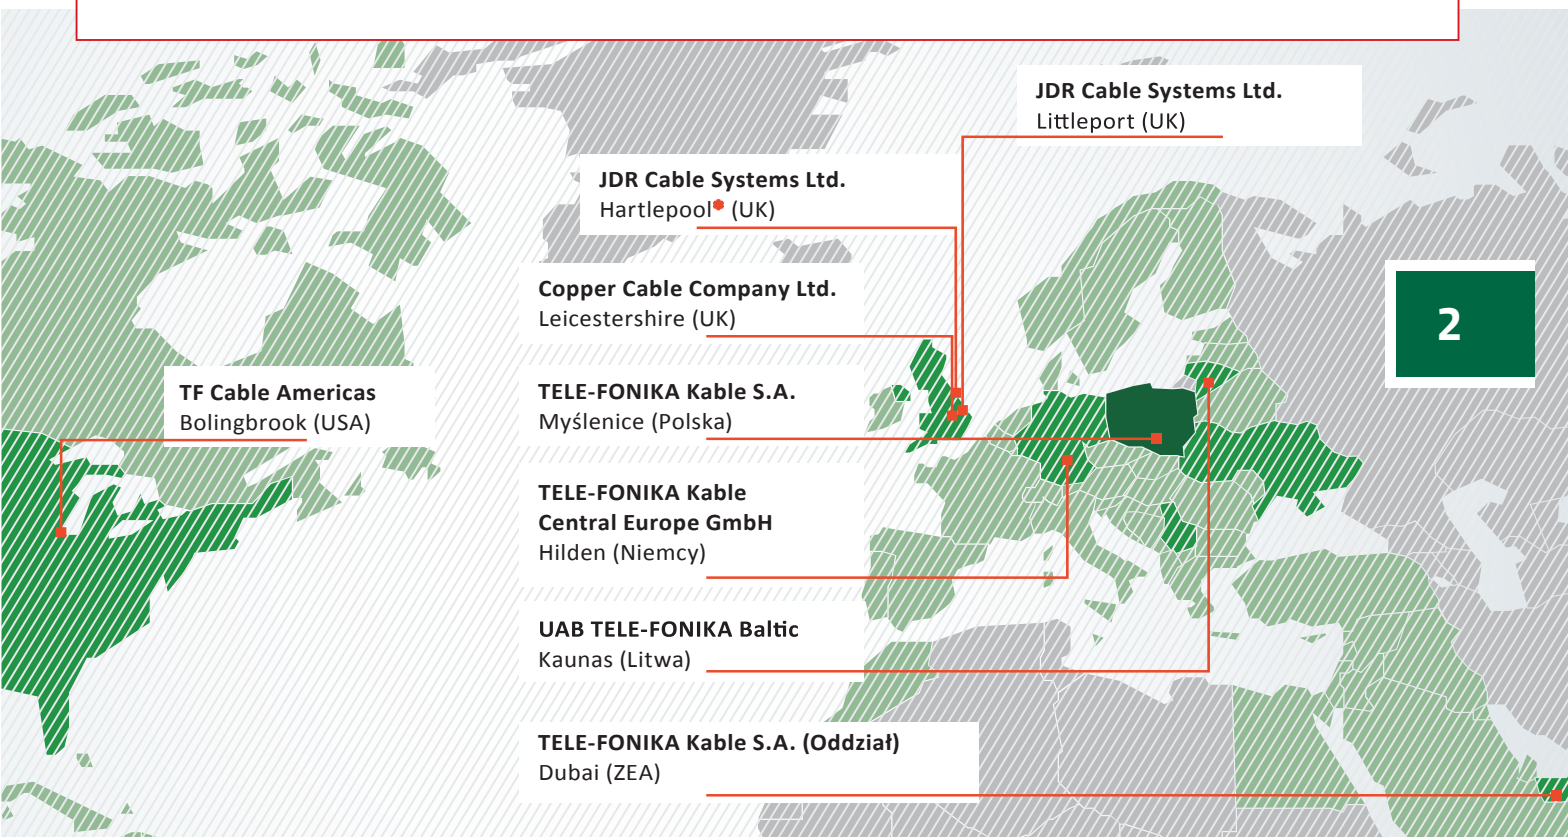 JDR Cable Systems Ltd.
Littleport (UK)
JDR Cable Systems Ltd.
Hartlepool (UK)
Copper Cable Company Ltd.
Leicestershire (UK)
2
TF Cable Americas
Bolingbrook (USA)
TELE-FONIKA Kable S.A.
Myślenice (Polska)
TELE-FONIKA Kable
Central Europe GmbH
Hilden (Niemcy)
UAB TELE-FONIKA Baltic
Kaunas (Litwa)
TELE-FONIKA Kable S.A. (Oddział)
Dubai (ZEA)